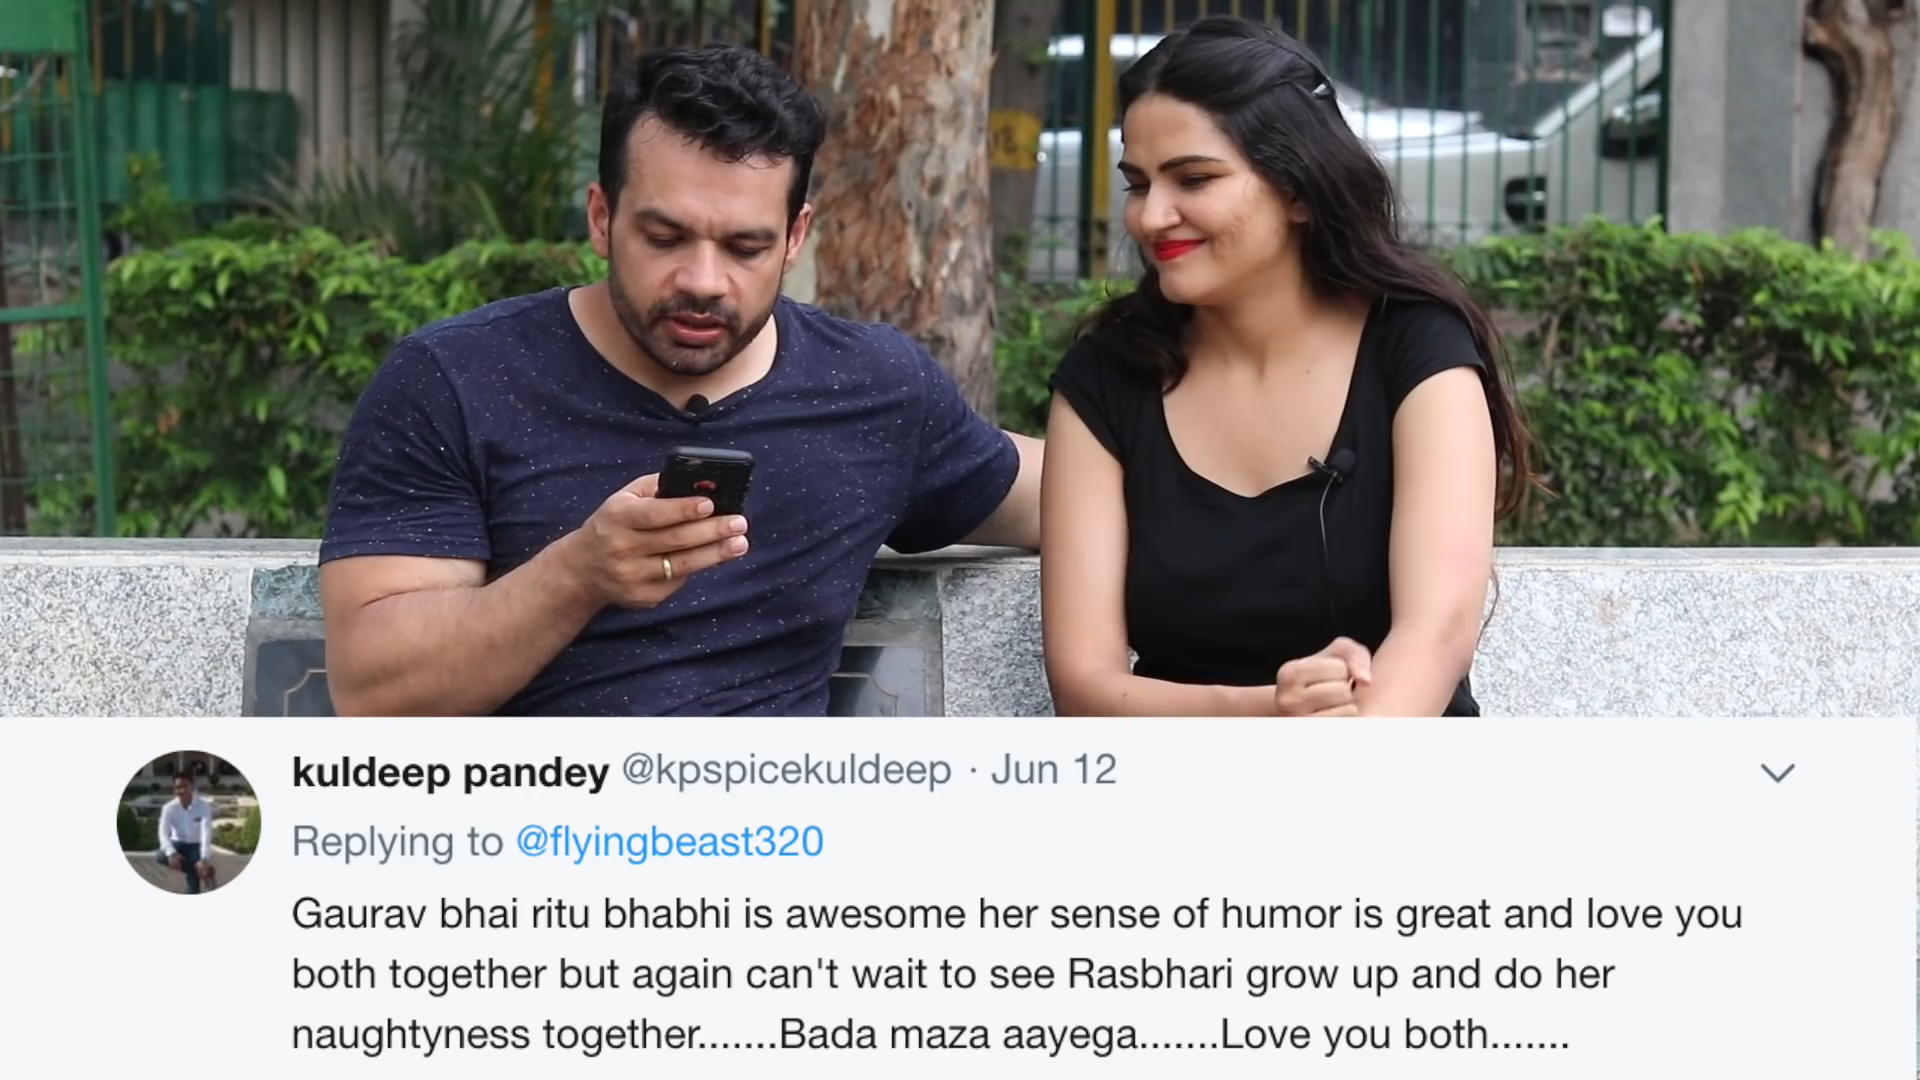 kuldeep pandey @kpspicekuldeep · Jun 12
Replying to @flyingbeast320
Gaurav bhai ritu bhabhi is awesome her sense of humor is great and love you
both together but again can't wait to see Rasbhari grow up and do her
naughtyness together.......Bada maza aayega.......Love you both.......